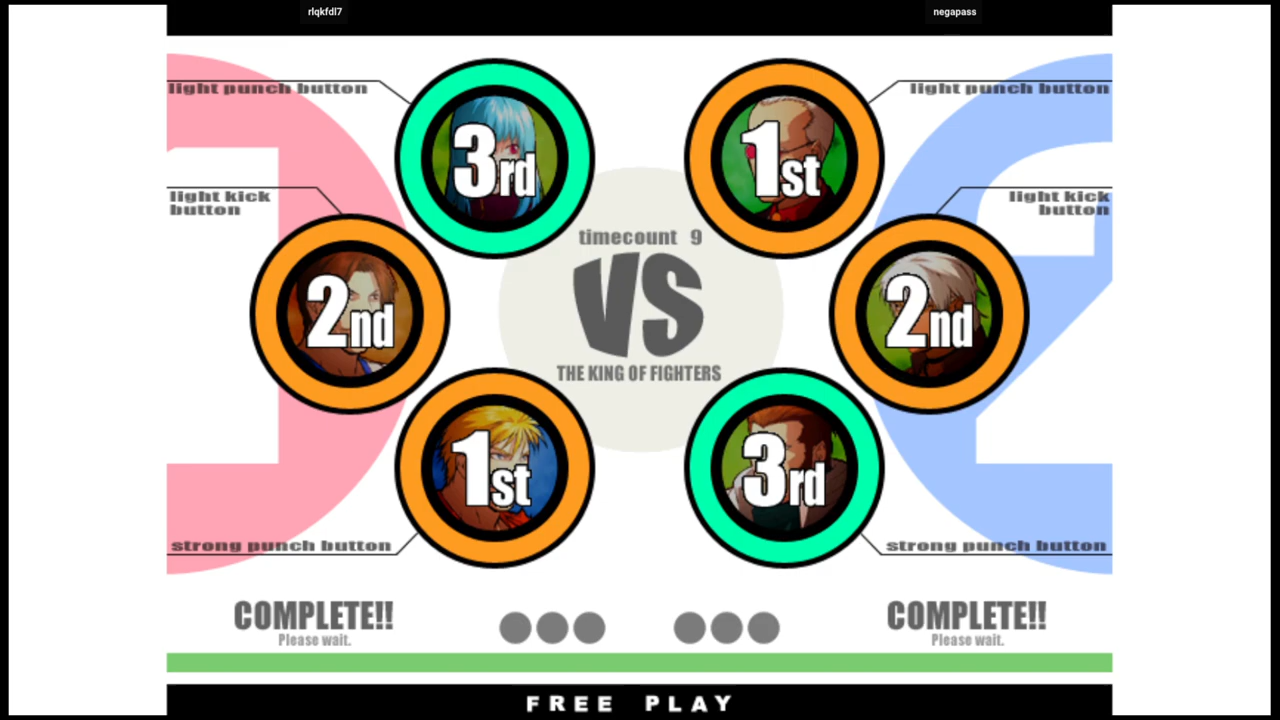 rlqkfdl7
negapass
light punch button
light punch button
3rd
1st
light kick
button
light kick
button
timecount 9
VS
THE KING OF FIGHTERS
2nd
2nd
1st
3rd
strong punch button
strong punch button
COMPLETE!!
Please wait.
COMPLETE!!
Please wait.
FREE PLAY